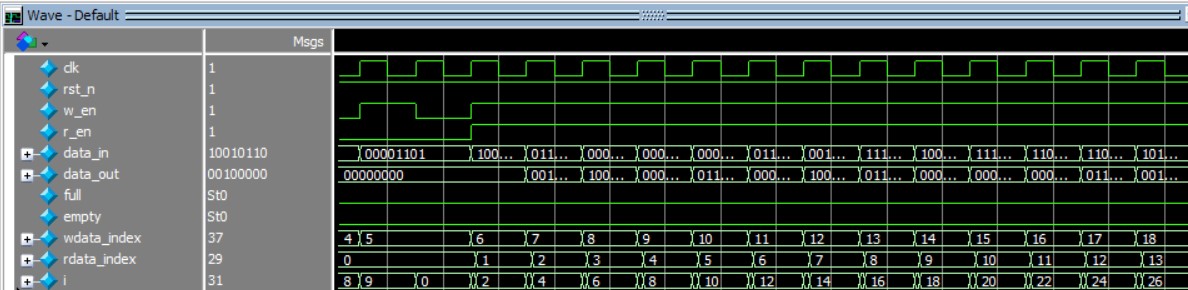 Wave - Default
Msgs
clk 1
rst_n 1
w_en 1
r_en 1
data_in 10010110 00001101 100... 011... 000... 000... 000... 011... 001... 111... 100... 111... 110... 110... 101...
data_out 00100000 00000000 001... 100... 000... 011... 000... 100... 011... 000... 000... 000... 011... 001...
full St0
empty St0
wdata_index 37 4 5 6 7 8 9 10 11 12 13 14 15 16 17 18
rdata_index 29 0 1 2 3 4 5 6 7 8 9 10 11 12 13
i 31 8 9 0 2 4 6 8 10 12 14 16 18 20 22 24 26